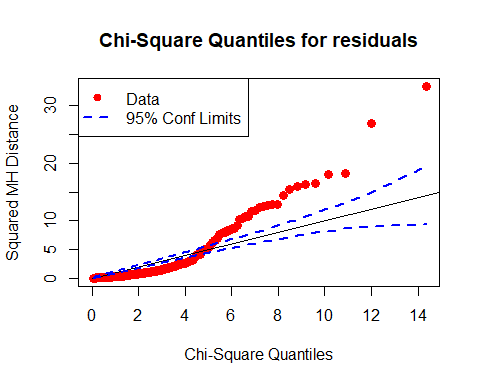 Chi-Square Quantiles for residuals
Data
95% Conf Limits
Squared MH Distance
30
20
10
5
0
0 2 4 6 8 10 12 14
Chi-Square Quantiles